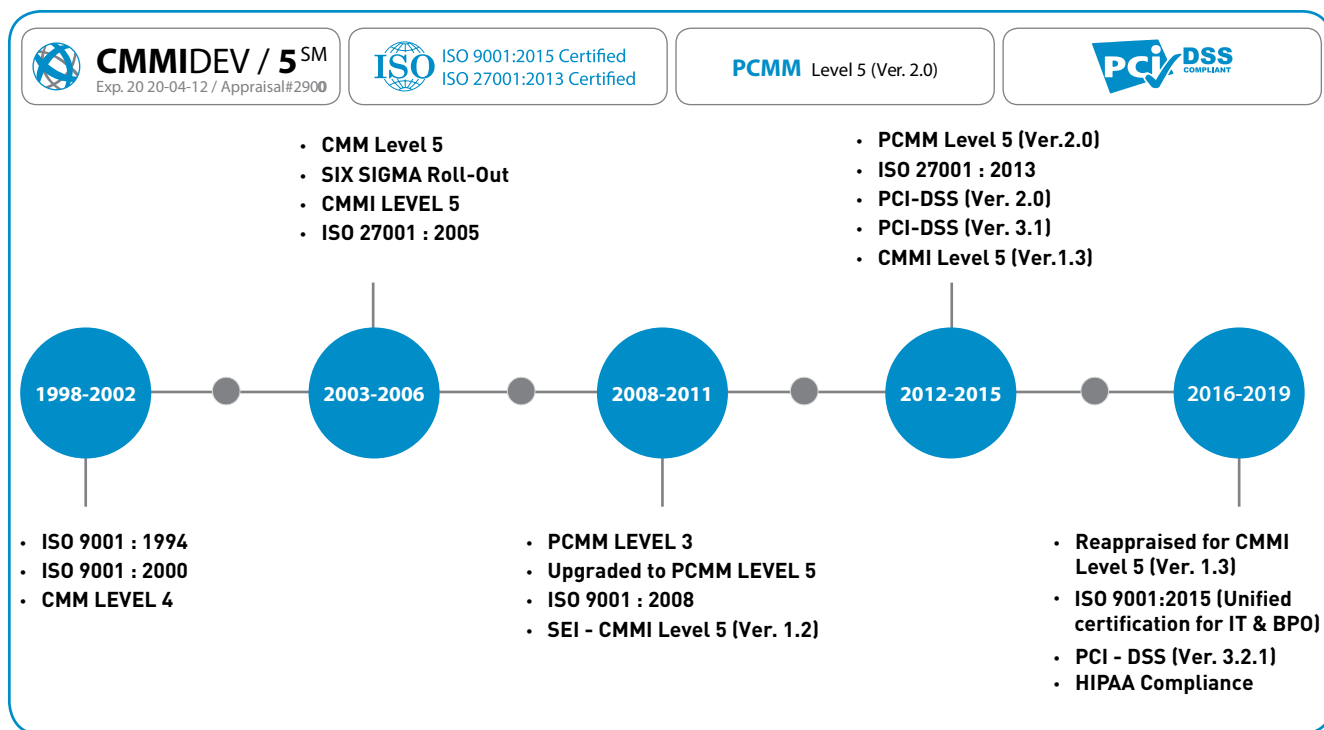 CMMIDEV / 5 SM
Exp. 20 20-04-12 / Appraisal#2900
ISO
ISO 9001:2015 Certified
ISO 27001:2013 Certified
PCMM Level 5 (Ver. 2.0)
PCI DSS
COMPLIANT
• CMM Level 5
• SIX SIGMA Roll-Out
• CMMI LEVEL 5
• ISO 27001 : 2005
• PCMM Level 5 (Ver.2.0)
• ISO 27001 : 2013
• PCI-DSS (Ver. 2.0)
• PCI-DSS (Ver. 3.1)
• CMMI Level 5 (Ver.1.3)
1998-2002
2003-2006
2008-2011
2012-2015
2016-2019
• ISO 9001 : 1994
• ISO 9001 : 2000
• CMM LEVEL 4
• PCMM LEVEL 3
• Upgraded to PCMM LEVEL 5
• ISO 9001 : 2008
• SEI - CMMI Level 5 (Ver. 1.2)
• Reappraised for CMMI
Level 5 (Ver. 1.3)
• ISO 9001:2015 (Unified
certification for IT & BPO)
• PCI - DSS (Ver. 3.2.1)
• HIPAA Compliance